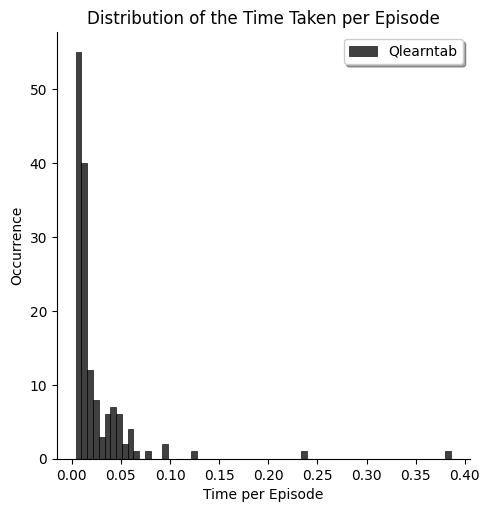 Distribution of the Time Taken per Episode
Qlearntab
50
40
30
20
10
0
Occurrence
0.00 0.05 0.10 0.15 0.20 0.25 0.30 0.35 0.40
Time per Episode